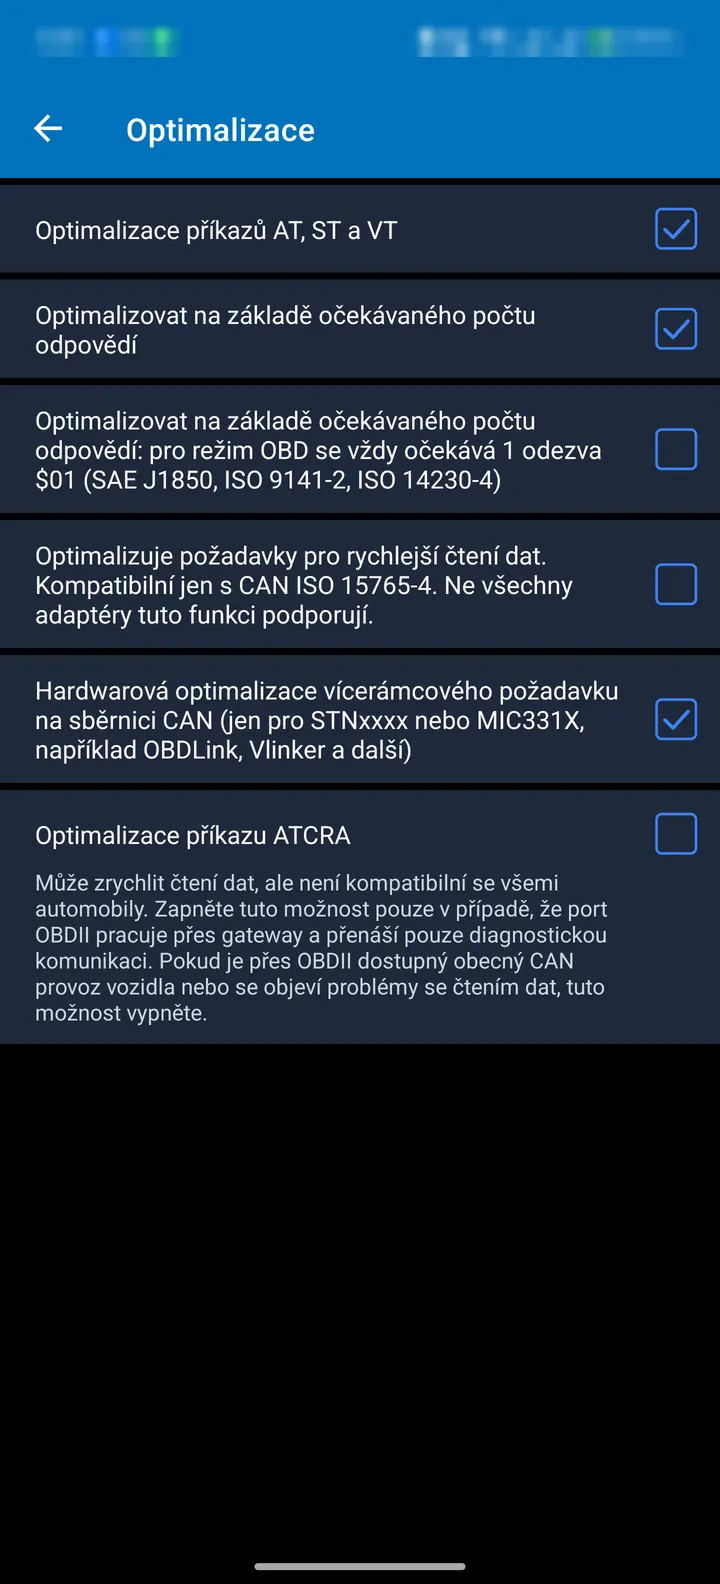 Optimalizace
Optimalizace příkazů AT, ST a VT
Optimalizovat na základě očekávaného počtu
odpovědí
Optimalizovat na základě očekávaného počtu
odpovědí: pro režim OBD se vždy očekává 1 odezva
$01 (SAE J1850, ISO 9141-2, ISO 14230-4)
Optimalizuje požadavky pro rychlejší čtení dat.
Kompatibilní jen s CAN ISO 15765-4. Ne všechny
adaptéry tuto funkci podporují.
Hardwarová optimalizace vícerámcového požadavku
na sběrnici CAN (jen pro STNxxxx nebo MIC331X,
například OBDLink, Vlinker a další)
Optimalizace příkazu ATCRA
Může zrychlit čtení dat, ale není kompatibilní se všemi
automobily. Zapněte tuto možnost pouze v případě, že port
OBDII pracuje přes gateway a přenáší pouze diagnostickou
komunikaci. Pokud je přes OBDII dostupný obecný CAN
provoz vozidla nebo se objeví problémy se čtením dat, tuto
možnost vypněte.